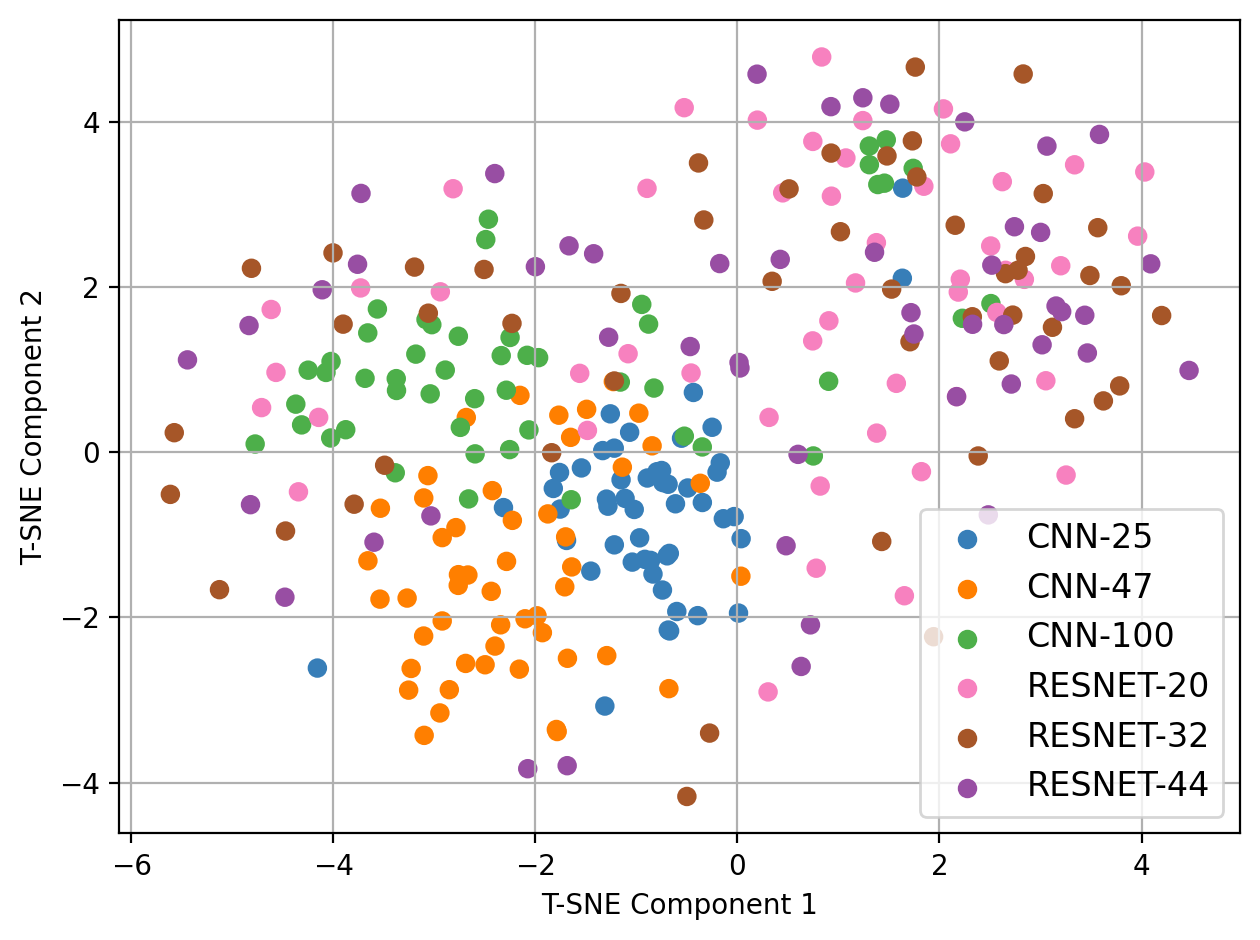 4
2
0
−2
−4
T-SNE Component 2
CNN-25
CNN-47
CNN-100
RESNET-20
RESNET-32
RESNET-44
−6 −4 −2 0 2 4
T-SNE Component 1